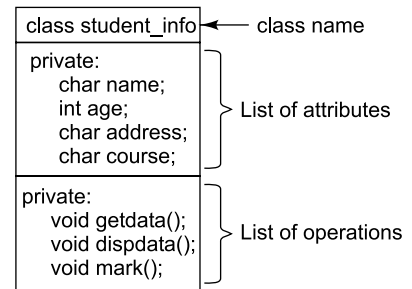 class student_info class name
private:
char name;
int age;
char address;
char course;
List of attributes
private:
void getdata();
void dispdata();
void mark();
List of operations